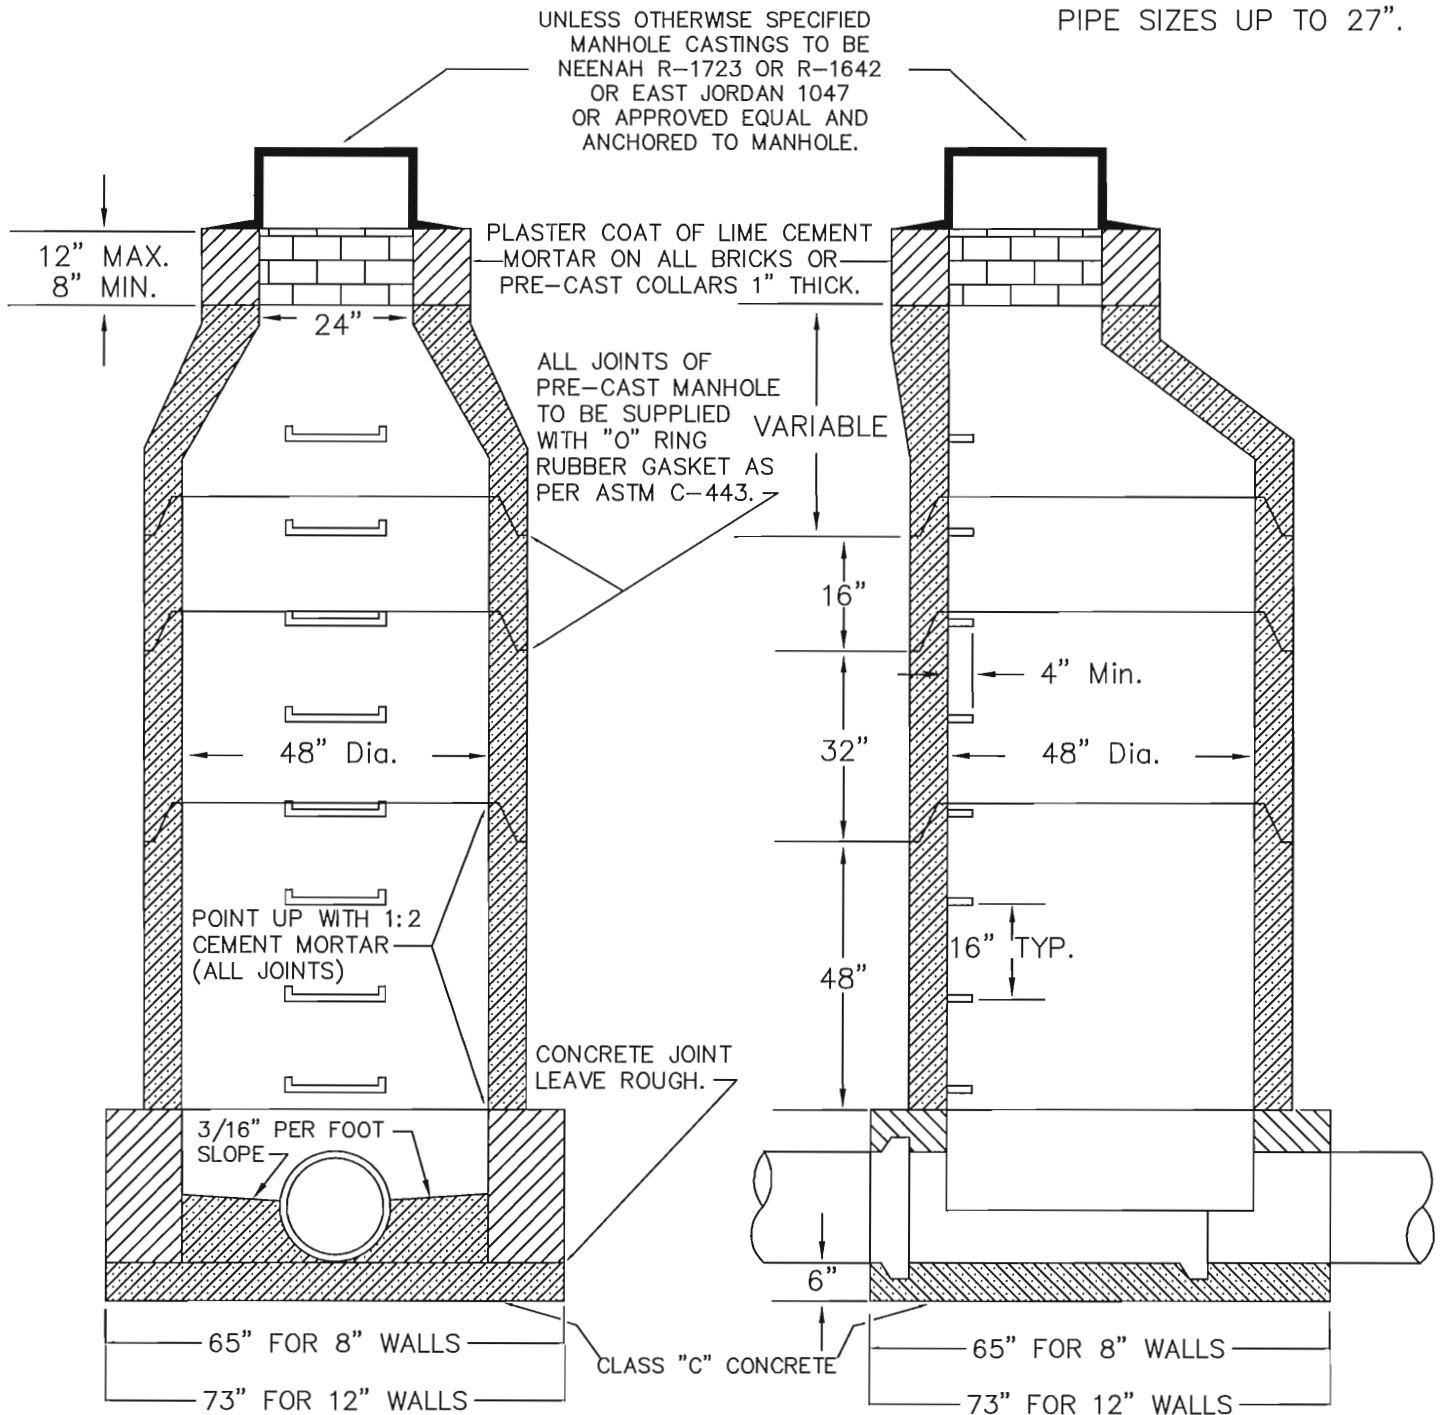 PIPE SIZES UP TO 27".
UNLESS OTHERWISE SPECIFIED
MANHOLE CASTINGS TO BE
NEENAH R-1723 OR R-1642
OR EAST JORDAN 1047
OR APPROVED EQUAL AND
ANCHORED TO MANHOLE.
12" MAX.
8" MIN.
PLASTER COAT OF LIME CEMENT
MORTAR ON ALL BRICKS OR
PRE-CAST COLLARS 1" THICK.
24"
ALL JOINTS OF
PRE-CAST MANHOLE
TO BE SUPPLIED
WITH "O" RING
RUBBER GASKET AS
PER ASTM C-443.
VARIABLE
16"
4" Min.
48" Dia.
32"
48" Dia.
POINT UP WITH 1:2
CEMENT MORTAR
(ALL JOINTS)
48"
16" TYP.
CONCRETE JOINT
LEAVE ROUGH.
3/16" PER FOOT
SLOPE
6"
65" FOR 8" WALLS
CLASS "C" CONCRETE
65" FOR 8" WALLS
73" FOR 12" WALLS
73" FOR 12" WALLS